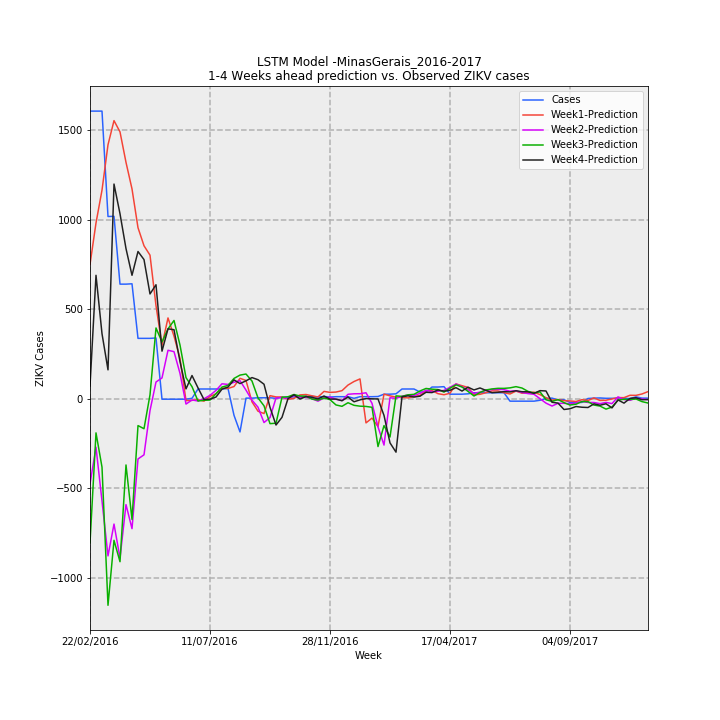 LSTM Model -MinasGerais_2016-2017
1-4 Weeks ahead prediction vs. Observed ZIKV cases
Cases
Week1-Prediction
Week2-Prediction
Week3-Prediction
Week4-Prediction
1500
1000
500
0
−500
−1000
ZIKV Cases
22/02/2016 11/07/2016 28/11/2016 17/04/2017 04/09/2017
Week